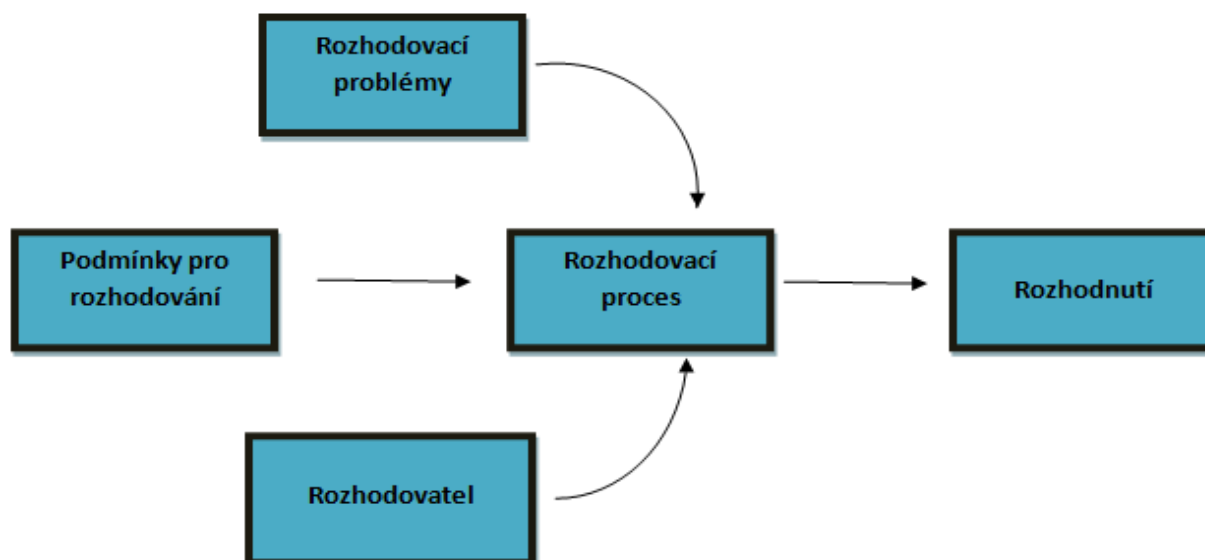 Rozhodovací
problémy
Podmínky pro
rozhodování
Rozhodovací
proces
Rozhodnutí
Rozhodovatel